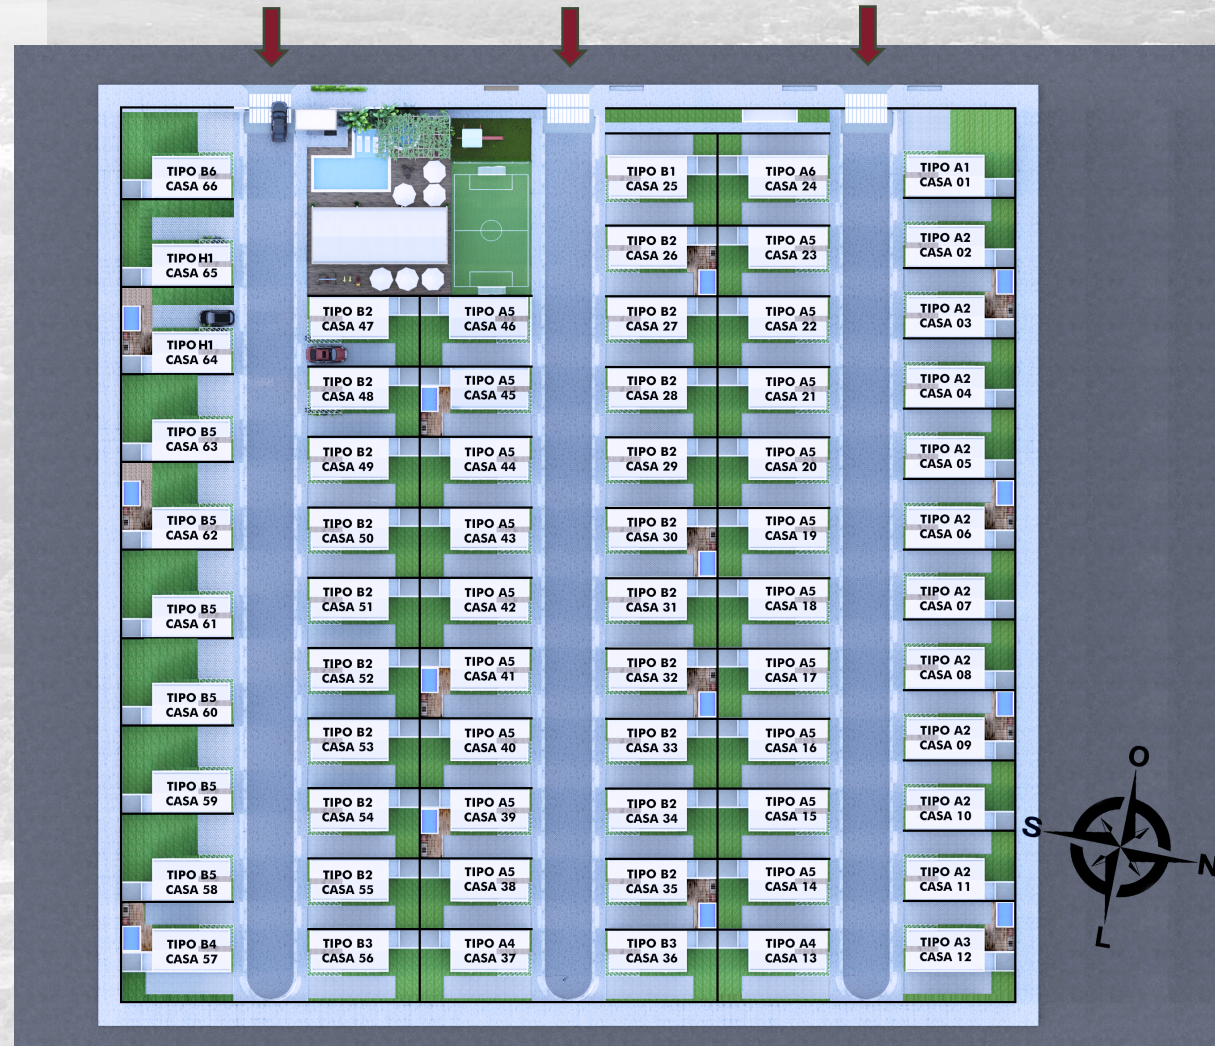 TIPO B6
CASA 66
TIPO H1
CASA 65
TIPO H1
CASA 64
TIPO B5
CASA 63
TIPO B5
CASA 62
TIPO B5
CASA 61
TIPO B5
CASA 60
TIPO B5
CASA 59
TIPO B5
CASA 58
TIPO B4
CASA 57
TIPO B2
CASA 47
TIPO B2
CASA 48
TIPO B2
CASA 49
TIPO B2
CASA 50
TIPO B2
CASA 51
TIPO B2
CASA 52
TIPO B2
CASA 53
TIPO B2
CASA 54
TIPO B2
CASA 55
TIPO B3
CASA 56
TIPO A5
CASA 46
TIPO A5
CASA 45
TIPO A5
CASA 44
TIPO A5
CASA 43
TIPO A5
CASA 42
TIPO A5
CASA 41
TIPO A5
CASA 40
TIPO A5
CASA 39
TIPO A5
CASA 38
TIPO A4
CASA 37
TIPO B1
CASA 25
TIPO B2
CASA 26
TIPO B2
CASA 27
TIPO B2
CASA 28
TIPO B2
CASA 29
TIPO B2
CASA 30
TIPO B2
CASA 31
TIPO B2
CASA 32
TIPO B2
CASA 33
TIPO B2
CASA 34
TIPO B2
CASA 35
TIPO B3
CASA 36
TIPO A6
CASA 24
TIPO A5
CASA 23
TIPO A5
CASA 22
TIPO A5
CASA 21
TIPO A5
CASA 20
TIPO A5
CASA 19
TIPO A5
CASA 18
TIPO A5
CASA 17
TIPO A5
CASA 16
TIPO A5
CASA 15
TIPO A5
CASA 14
TIPO A4
CASA 13
TIPO A1
CASA 01
TIPO A2
CASA 02
TIPO A2
CASA 03
TIPO A2
CASA 04
TIPO A2
CASA 05
TIPO A2
CASA 06
TIPO A2
CASA 07
TIPO A2
CASA 08
TIPO A2
CASA 09
TIPO A2
CASA 10
TIPO A2
CASA 11
TIPO A3
CASA 12
O
S
N
L